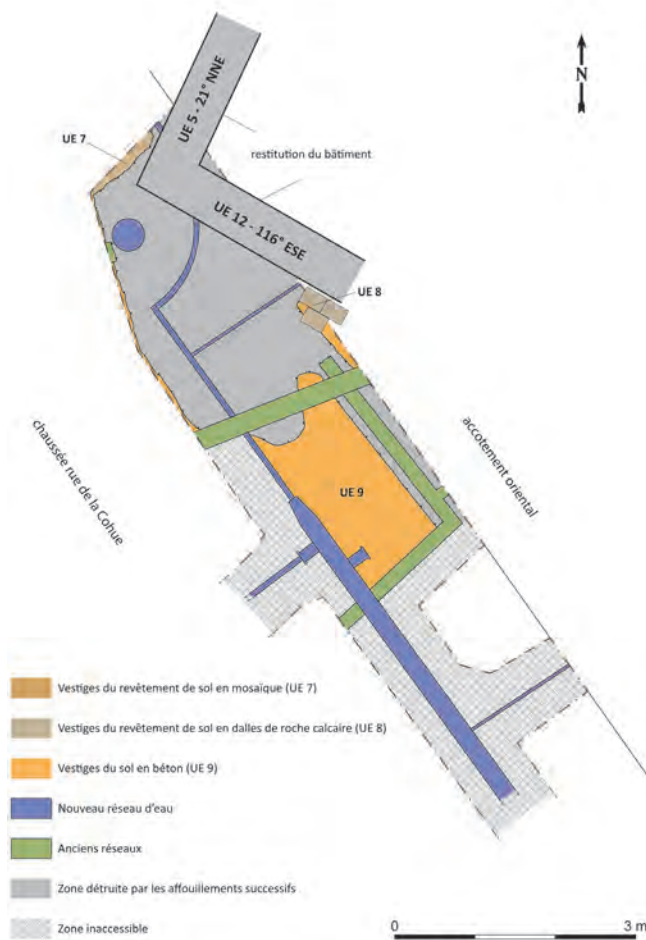 N
UE 5 - 21° NNE
UE 7
restitution du bâtiment
UE 12 - 116° ESE
UE 8
chaussée rue de la Cohue
accotement oriental
UE 9
Vestiges du revêtement de sol en mosaïque (UE 7)
Vestiges du revêtement de sol en dalles de roche calcaire (UE 8)
Vestiges du sol en béton (UE 9)
Nouveau réseau d'eau
Anciens réseaux
Zone détruite par les affouillements successifs
Zone inaccessible
0 3 m